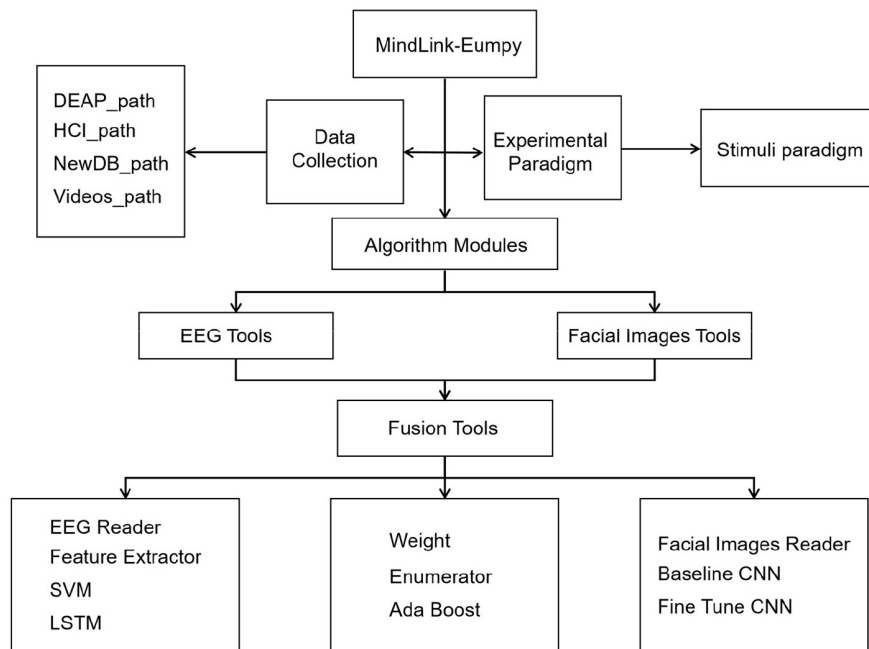 MindLink-Eumpy
DEAP_path
HCI_path
NewDB_path
Videos_path
Data
Collection
Experimental
Paradigm
Stimuli paradigm
Algorithm Modules
EEG Tools
Facial Images Tools
Fusion Tools
EEG Reader
Feature Extractor
SVM
LSTM
Weight
Enumerator
Ada Boost
Facial Images Reader
Baseline CNN
Fine Tune CNN